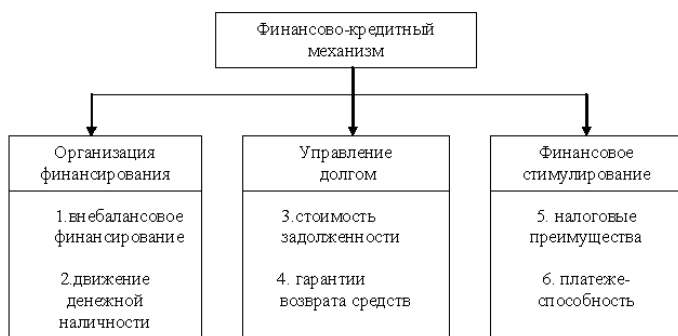 Финансово-кредитный
механизм
Организация
финансирования
1.внебалансовое
финансирование
2.движение
денежной
наличности
Управление
долгом
3.стоимость
задолженности
4. гарантии
возврата средств
Финансовое
стимулирование
5. налоговые
преимущества
6. платеже-
способность